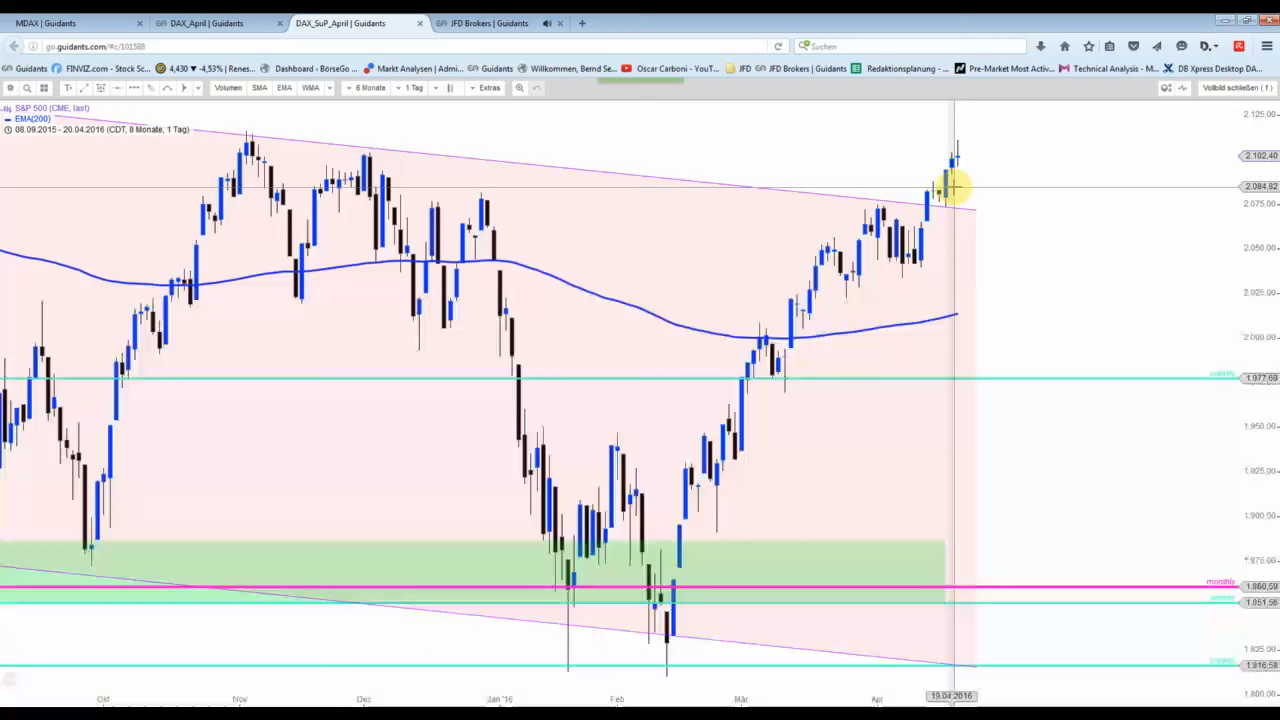 MDAX | Guidants
DAX_April | Guidants
DAX_SuP_April | Guidants
JFD Brokers | Guidants
go.guidants.com/#c/101588
Suchen
Guidants
FINVIZ.com - Stock Sc...
4,430 ▾ -4,53% | Renes...
Dashboard - BörseGo ...
Markt Analysen | Admi...
Guidants
Willkommen, Bernd Se...
Oscar Carboni - YouT...
JFD
JFD Brokers | Guidants
Redaktionsplanung - ...
Pre-Market Most Activ...
Technical Analysis - M...
DB Xpress Desktop DA...
Volumen
SMA
EMA
WMA
6 Monate
1 Tag
Extras
Vollbild schließen ( f )
S&P 500 (CME, last)
EMA(200)
08.09.2015 - 20.04.2016 (CDT, 8 Monate, 1 Tag)
2.125,00
2.102,40
2.084,82
2.075,00
2.050,00
2.025,00
2.000,00
1.977,69
1.950,00
1.925,00
1.900,00
1.875,00
monthly
1.860,59
1.851,56
1.825,00
1.816,58
1.800,00
Okt
Nov
Dez
Jan '16
Feb
Mär
Apr
19.04.2016